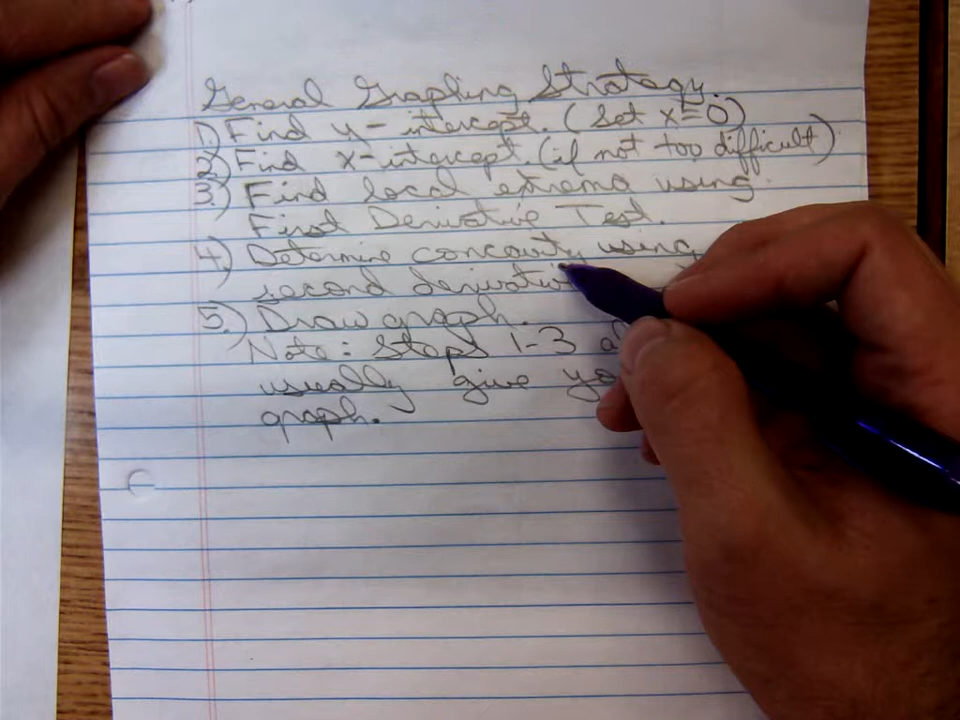 General Graphing Strategy.
1.) Find y-intercept. (set x=0)
2.) Find x-intercept. (if not too difficult)
3.) Find local extrema using
First Derivative Test.
4.) Determine concavity using
second derivative
5.) Draw graph.
Note: Steps 1-3
usually give
graph.